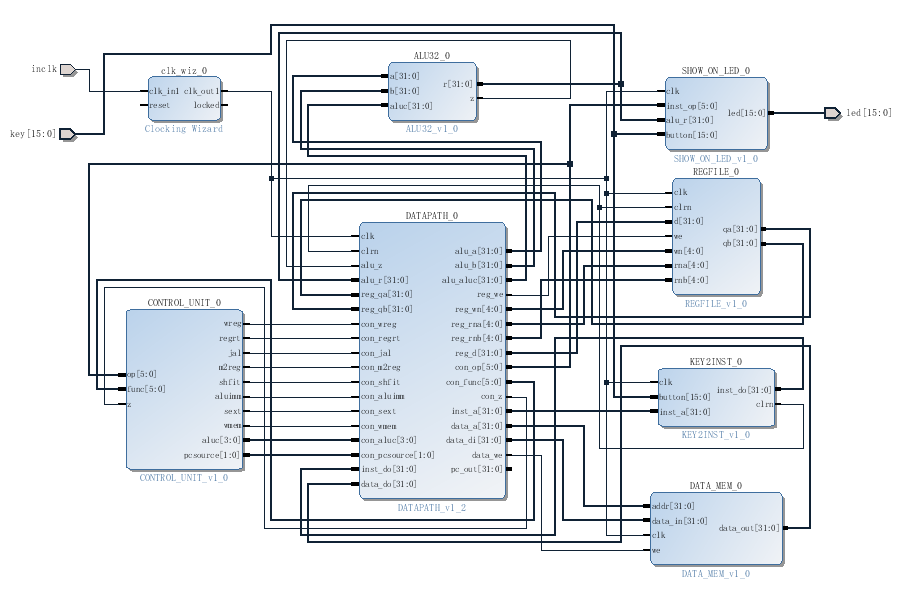 inclk
key[15:0]
clk_wiz_0
clk_in1 clk_out1
reset locked
Clocking Wizard
ALU32_0
a[31:0]
b[31:0]
aluc[31:0]
r[31:0]
z
ALU32_v1_0
SHOW_ON_LED_0
clk
inst_op[5:0]
alu_r[31:0]
button[15:0]
led[15:0]
SHOW_ON_LED_v1_0
led[15:0]
REGFILE_0
clk
clrn
d[31:0]
we
wn[4:0]
rna[4:0]
rnb[4:0]
qa[31:0]
qb[31:0]
REGFILE_v1_0
DATAPATH_0
clk
clrn
alu_z
alu_r[31:0]
reg_qa[31:0]
reg_qb[31:0]
con_wreg
con_regrt
con_jal
con_m2reg
con_shfit
con_aluimm
con_sext
con_wmem
con_aluc[3:0]
con_pcsource[1:0]
inst_do[31:0]
data_do[31:0]
alu_a[31:0]
alu_b[31:0]
alu_aluc[31:0]
reg_we
reg_wn[4:0]
reg_rna[4:0]
reg_rnb[4:0]
reg_d[31:0]
con_op[5:0]
con_func[5:0]
con_z
inst_a[31:0]
data_a[31:0]
data_di[31:0]
data_we
pc_out[31:0]
DATAPATH_v1_2
CONTROL_UNIT_0
op[5:0]
func[5:0]
z
wreg
regrt
jal
m2reg
shfit
aluimm
sext
wmem
aluc[3:0]
pcsource[1:0]
CONTROL_UNIT_v1_0
KEY2INST_0
clk
button[15:0]
inst_a[31:0]
inst_do[31:0]
clrn
KEY2INST_v1_0
DATA_MEM_0
addr[31:0]
data_in[31:0]
clk
we
data_out[31:0]
DATA_MEM_v1_0